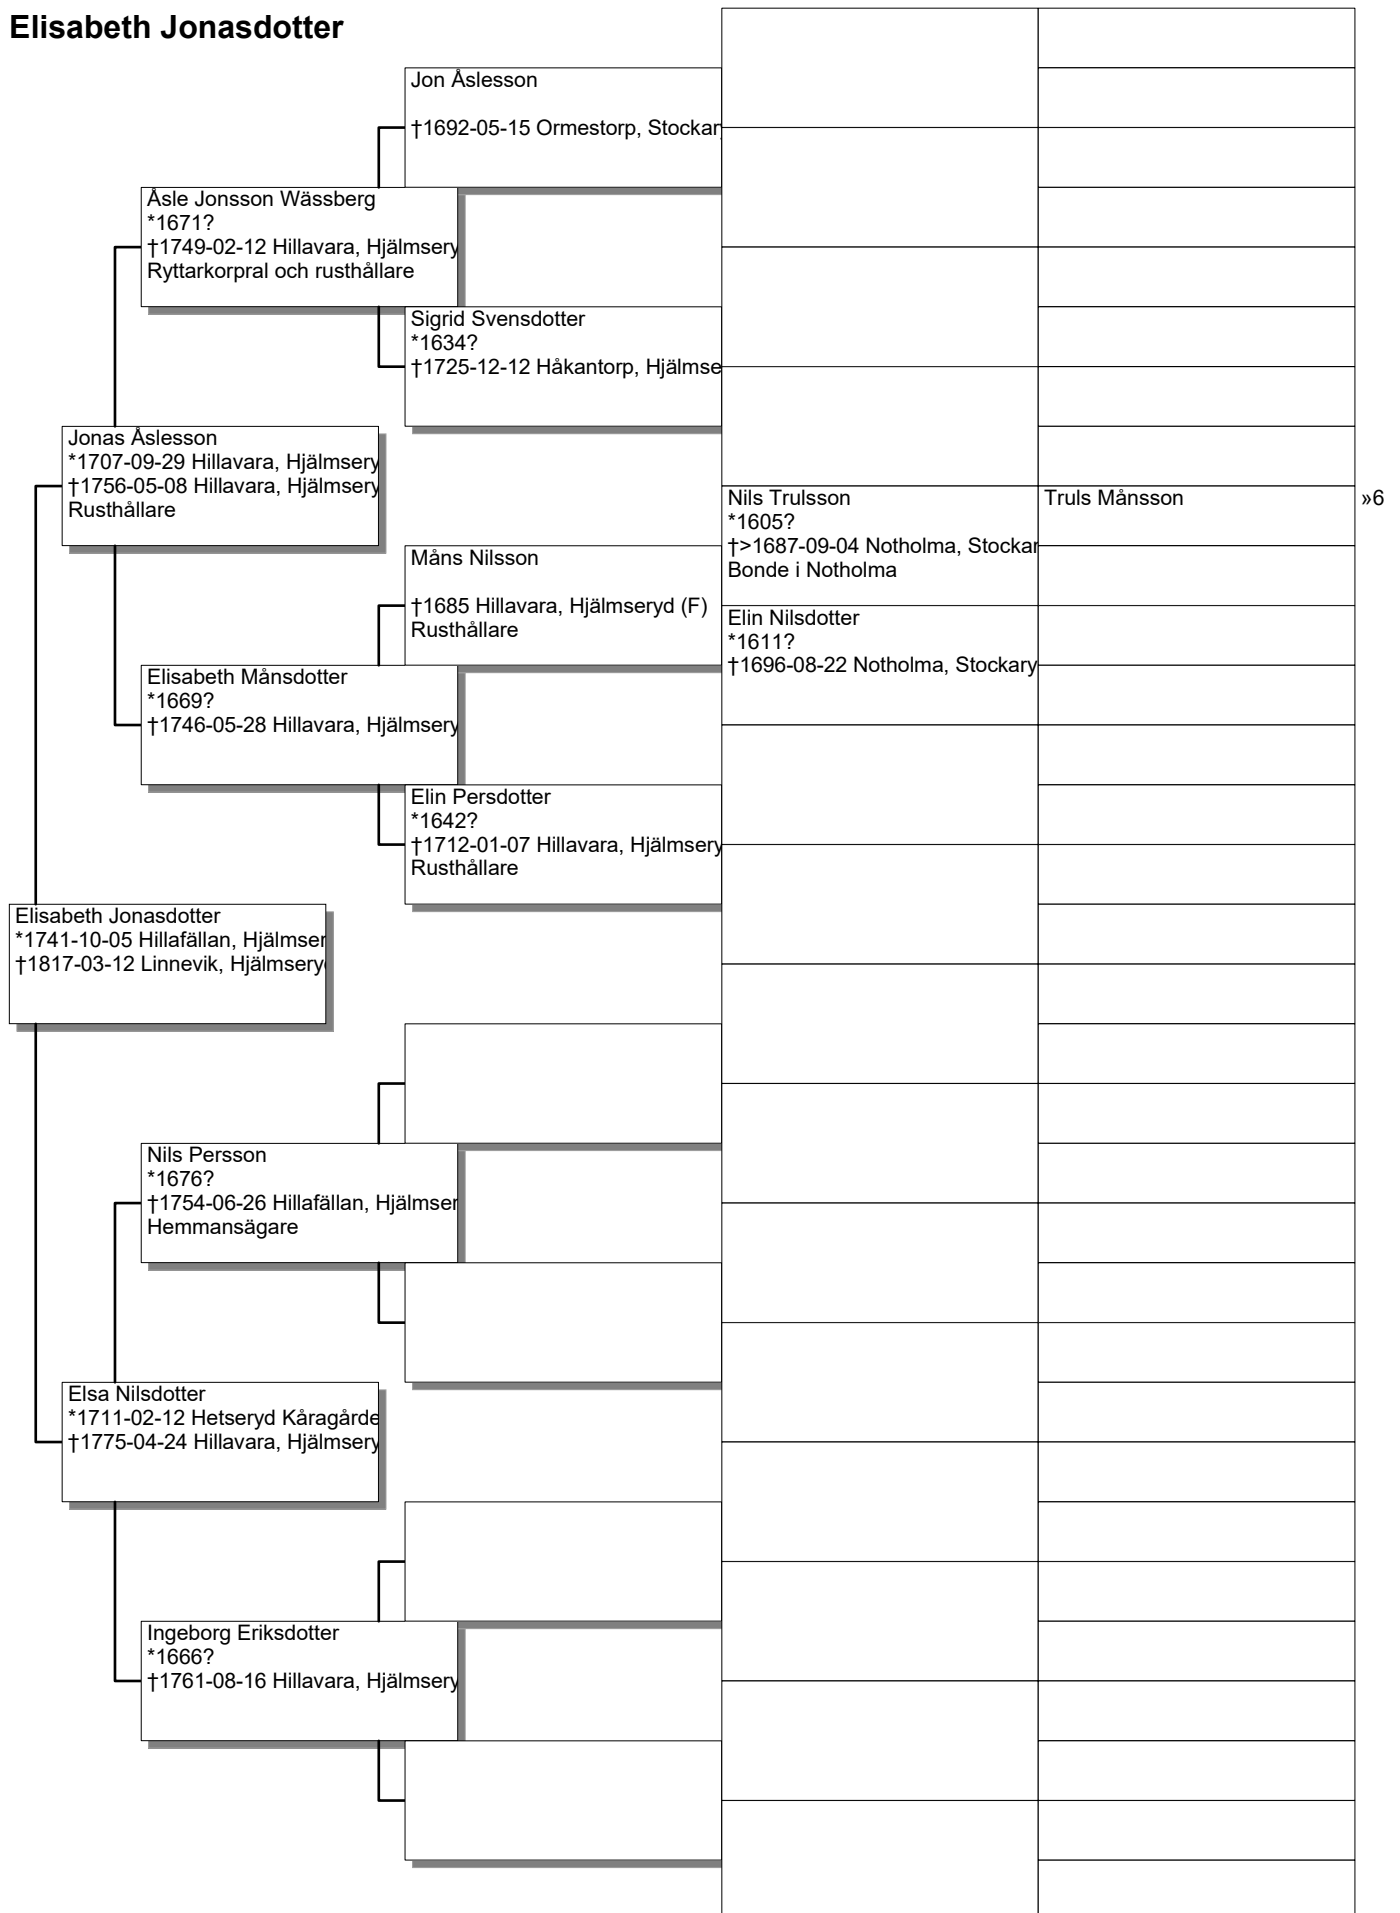 Elisabeth Jonasdotter
Jon Åslesson
†1692-05-15 Ormestorp, Stockar
Åsle Jonsson Wässberg
*1671?
†1749-02-12 Hillavara, Hjälmsery
Ryttarkorpral och rusthållare
Sigrid Svensdotter
*1634?
†1725-12-12 Håkantorp, Hjälmse
Jonas Åslesson
*1707-09-29 Hillavara, Hjälmsery
†1756-05-08 Hillavara, Hjälmsery
Rusthållare
Nils Trulsson
*1605?
†>1687-09-04 Notholma, Stockar
Bonde i Notholma
Truls Månsson
»6
Måns Nilsson
†1685 Hillavara, Hjälmseryd (F)
Rusthållare
Elin Nilsdotter
*1611?
†1696-08-22 Notholma, Stockary
Elisabeth Månsdotter
*1669?
†1746-05-28 Hillavara, Hjälmsery
Elin Persdotter
*1642?
†1712-01-07 Hillavara, Hjälmsery
Rusthållare
Elisabeth Jonasdotter
*1741-10-05 Hillafällan, Hjälmser
†1817-03-12 Linnevik, Hjälmseryd
Nils Persson
*1676?
†1754-06-26 Hillafällan, Hjälmser
Hemmansägare
Elsa Nilsdotter
*1711-02-12 Hetseryd Kåragårde
†1775-04-24 Hillavara, Hjälmsery
Ingeborg Eriksdotter
*1666?
†1761-08-16 Hillavara, Hjälmsery